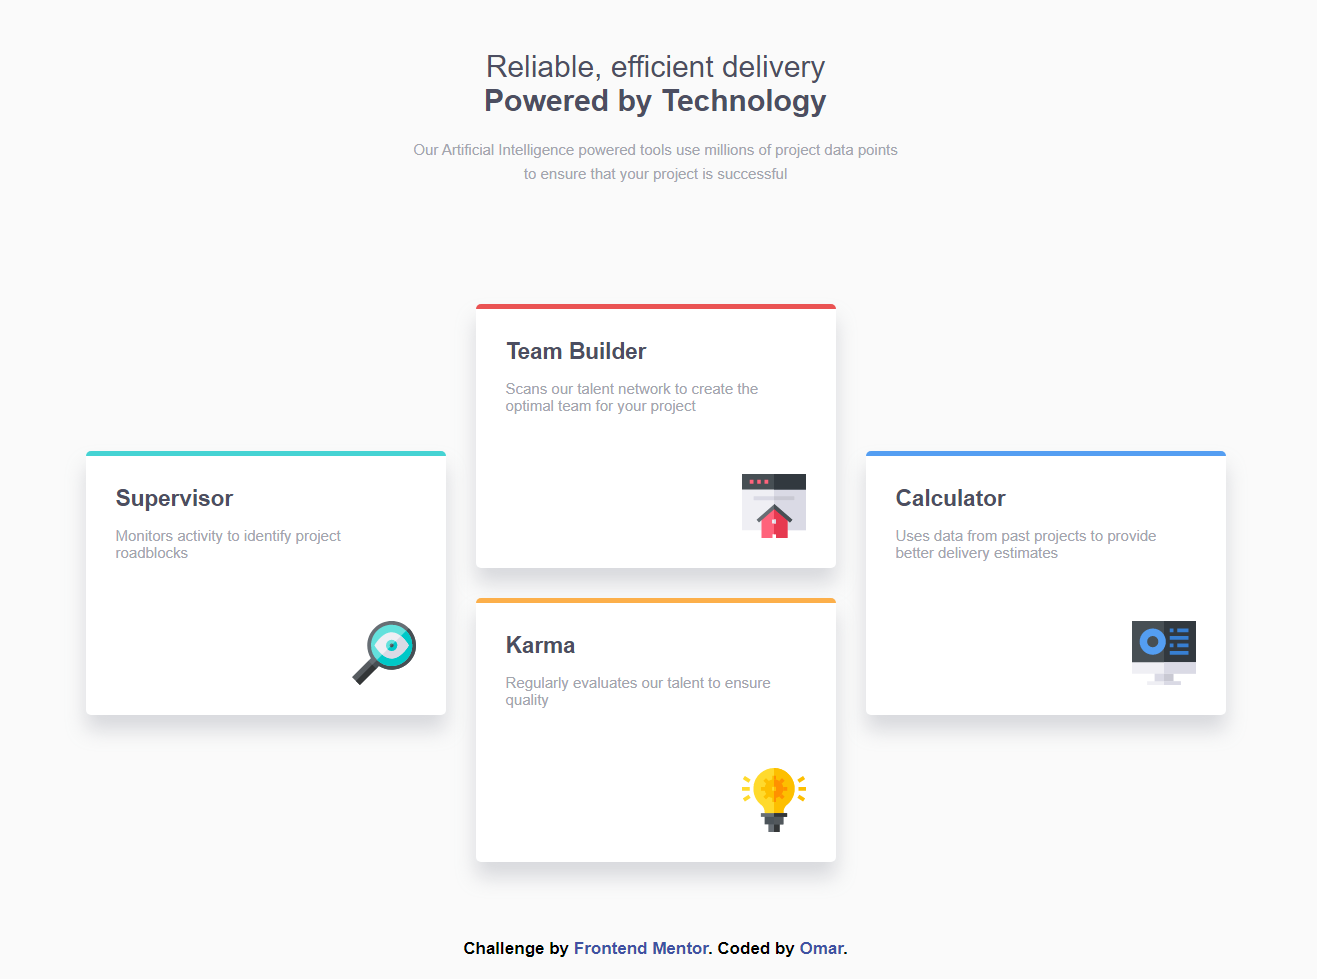 Reliable, efficient delivery
Powered by Technology
Our Artificial Intelligence powered tools use millions of project data points
to ensure that your project is successful
Supervisor
Monitors activity to identify project
roadblocks
Team Builder
Scans our talent network to create the
optimal team for your project
Karma
Regularly evaluates our talent to ensure
quality
Calculator
Uses data from past projects to provide
better delivery estimates
Challenge by Frontend Mentor. Coded by Omar.